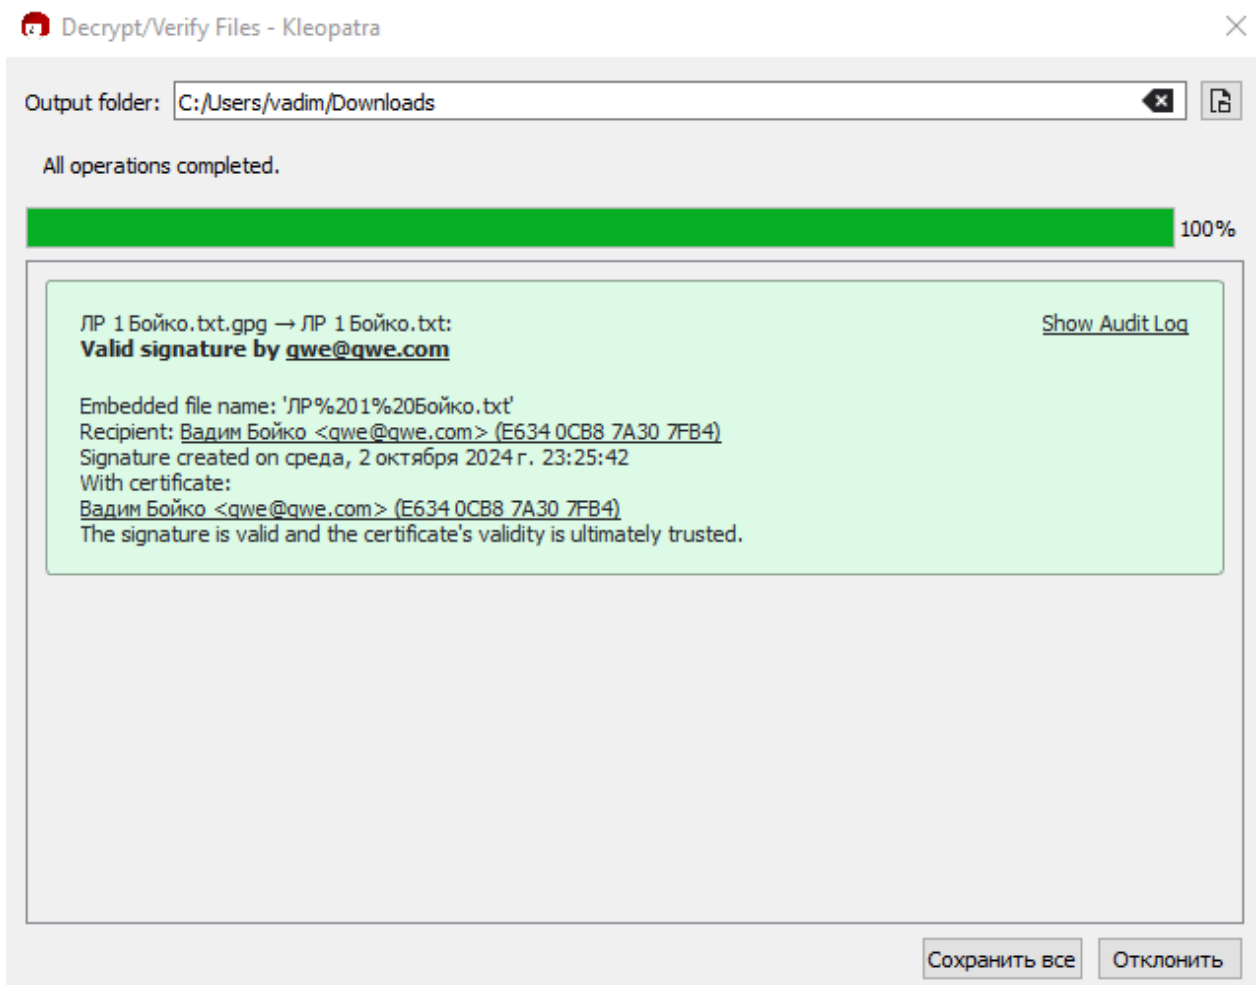 Decrypt/Verify Files - Kleopatra
Output folder: C:/Users/vadim/Downloads
All operations completed.
100%
ЛР 1 Бойко.txt.gpg → ЛР 1 Бойко.txt: Show Audit Log
Valid signature by qwe@qwe.com
Embedded file name: 'ЛР%201%20Бойко.txt'
Recipient: Вадим Бойко <qwe@qwe.com> (E634 0CB8 7A30 7FB4)
Signature created on среда, 2 октября 2024 г. 23:25:42
With certificate:
Вадим Бойко <qwe@qwe.com> (E634 0CB8 7A30 7FB4)
The signature is valid and the certificate's validity is ultimately trusted.
Сохранить все Отклонить